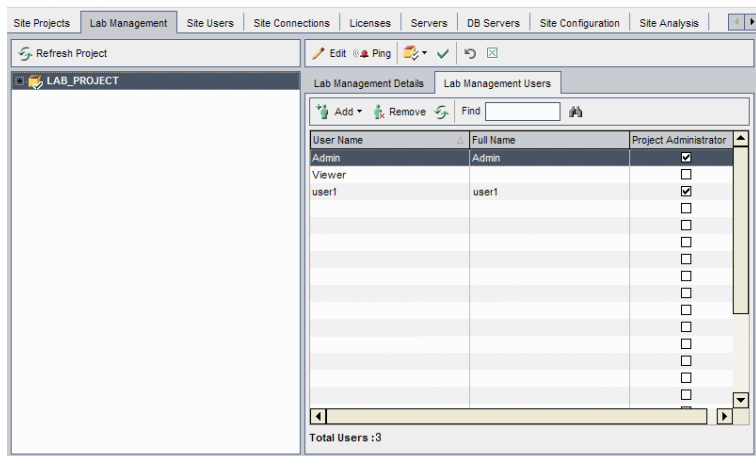 Site Projects Lab Management Site Users Site Connections Licenses Servers DB Servers Site Configuration Site Analysis
Refresh Project Edit Ping
LAB_PROJECT
Lab Management Details Lab Management Users
Add Remove Find
User Name Full Name Project Administrator
Admin Admin
Viewer
user1 user1
Total Users :3